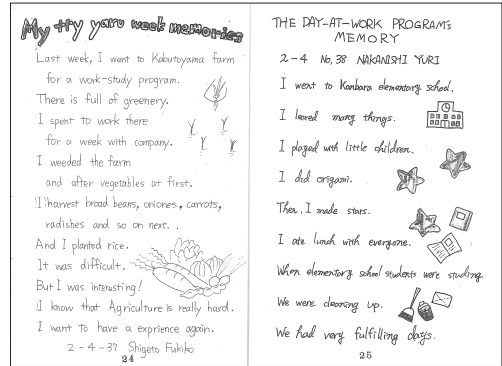 My try yaru week memories
Last week, I went to Kabutoyama farm
for a work-study program.
There is full of greenery.
I spent to work there
for a week with company.
I weeded the farm
and after vegetables at first.
I harvest broad beans, oniones, carrots,
radishes and so on next.
And I planted rice.
It was difficult.
But I was interesting!
I know that Agriculture is really hard.
I want to have a exprience again.
2-4-37 Shigeto Fukiko
24
THE DAY-AT-WORK PROGRAM's
MEMORY
2-4 No,38 NAKANISHI YURI
I went to Kanbara elementary school.
I leared many things.
I played with little children.
I did origami.
Then, I made stars.
I ate lunch with everyone.
When elementary school students were studing.
We were cleaning up.
We had very fulfilling days.
25